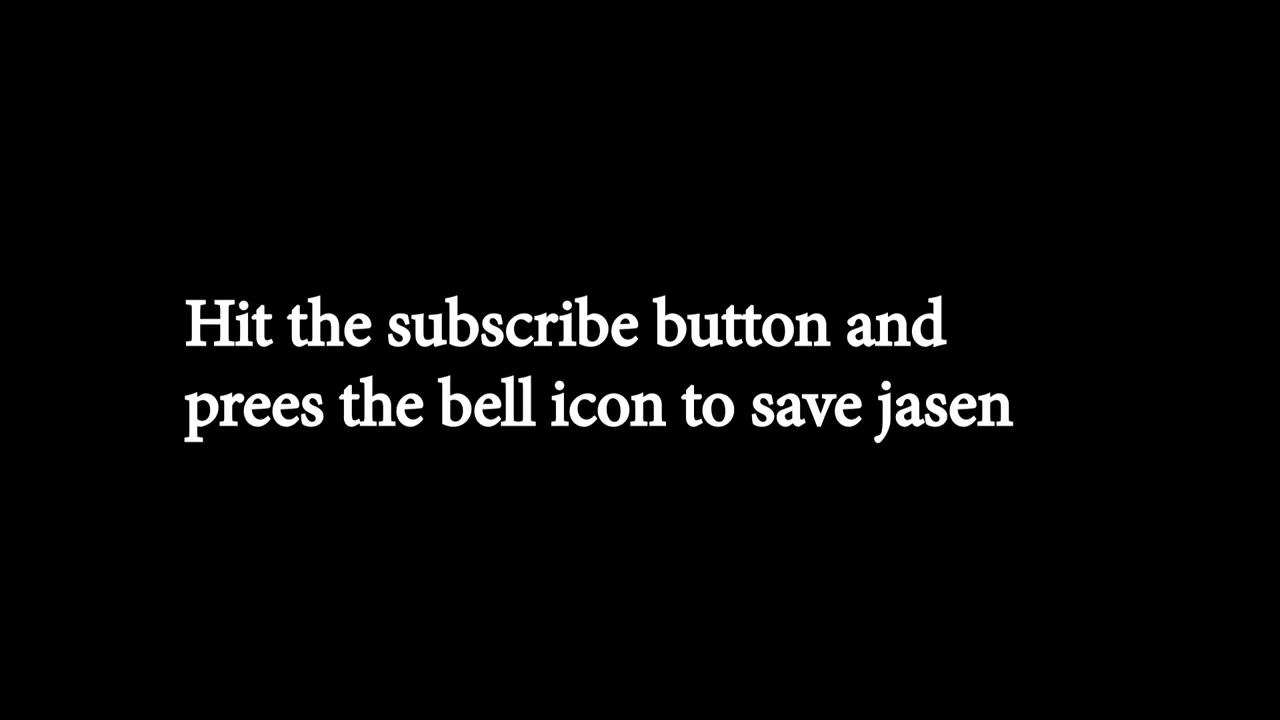 Hit the subscribe button and
prees the bell icon to save jasen